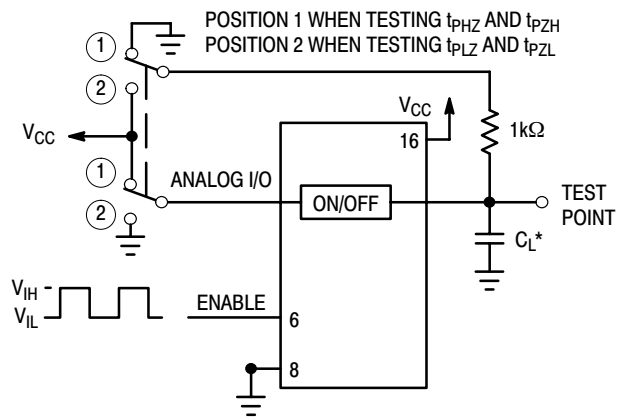 POSITION 1 WHEN TESTING tPHZ AND tPZH
POSITION 2 WHEN TESTING tPLZ AND tPZL
1
2
VCC
VCC
16
1kΩ
1
ANALOG I/O
ON/OFF
TEST
POINT
2
CL*
VIH
VIL
ENABLE
6
8